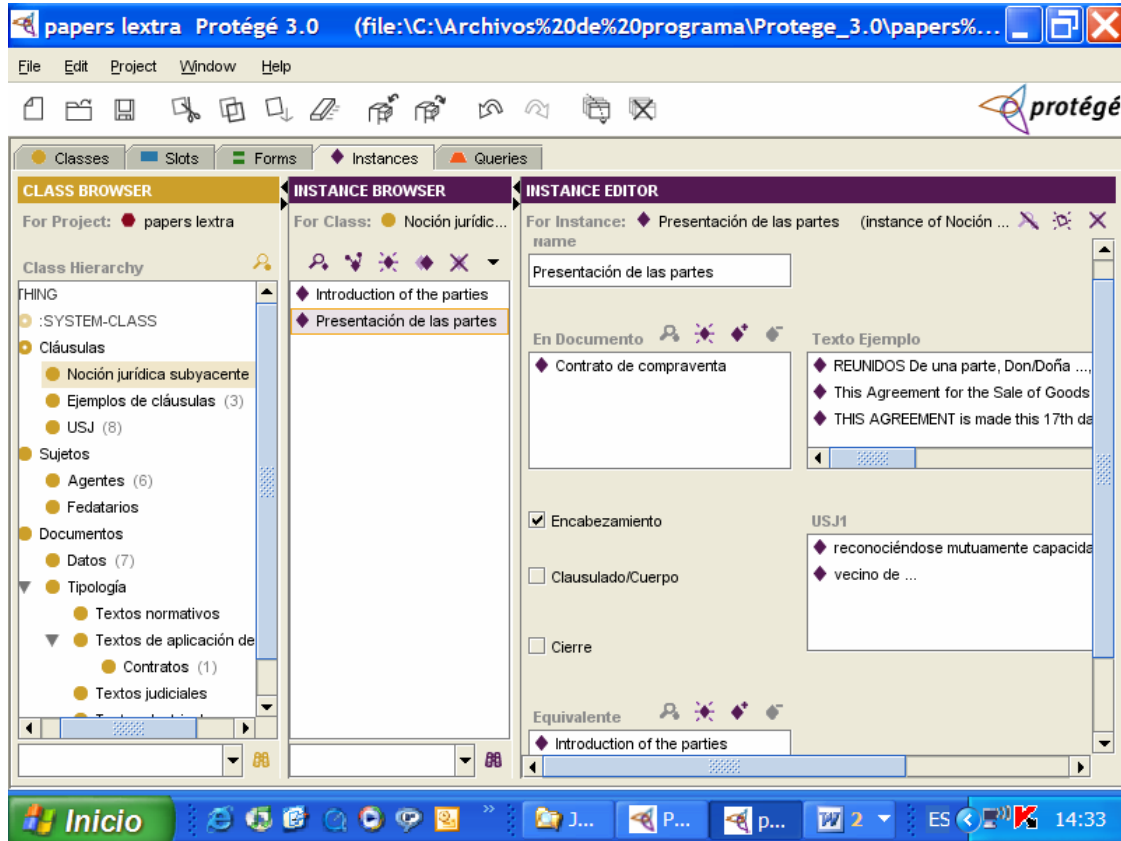 papers lextra Protégé 3.0 (file:\C:\Archivos%20de%20programa\Protege_3.0\papers%...
File Edit Project Window Help
protégé
Classes Slots Forms Instances Queries
CLASS BROWSER
For Project: papers lextra
Class Hierarchy
THING
:SYSTEM-CLASS
Cláusulas
Noción jurídica subyacente
Ejemplos de cláusulas (3)
USJ (8)
Sujetos
Agentes (6)
Fedatarios
Documentos
Datos (7)
Tipología
Textos normativos
Textos de aplicación de
Contratos (1)
Textos judiciales
INSTANCE BROWSER
For Class: Noción jurídic...
Introduction of the parties
Presentación de las partes
INSTANCE EDITOR
For Instance: Presentación de las partes (instance of Noción ...
Name
Presentación de las partes
En Documento
Contrato de compraventa
Texto Ejemplo
REUNIDOS De una parte, Don/Doña ...,
This Agreement for the Sale of Goods
THIS AGREEMENT is made this 17th da
Encabezamiento
Clausulado/Cuerpo
Cierre
USJ1
reconociéndose mutuamente capacida
vecino de ...
Equivalente
Introduction of the parties
Inicio » J... P... p... 2 ES 14:33